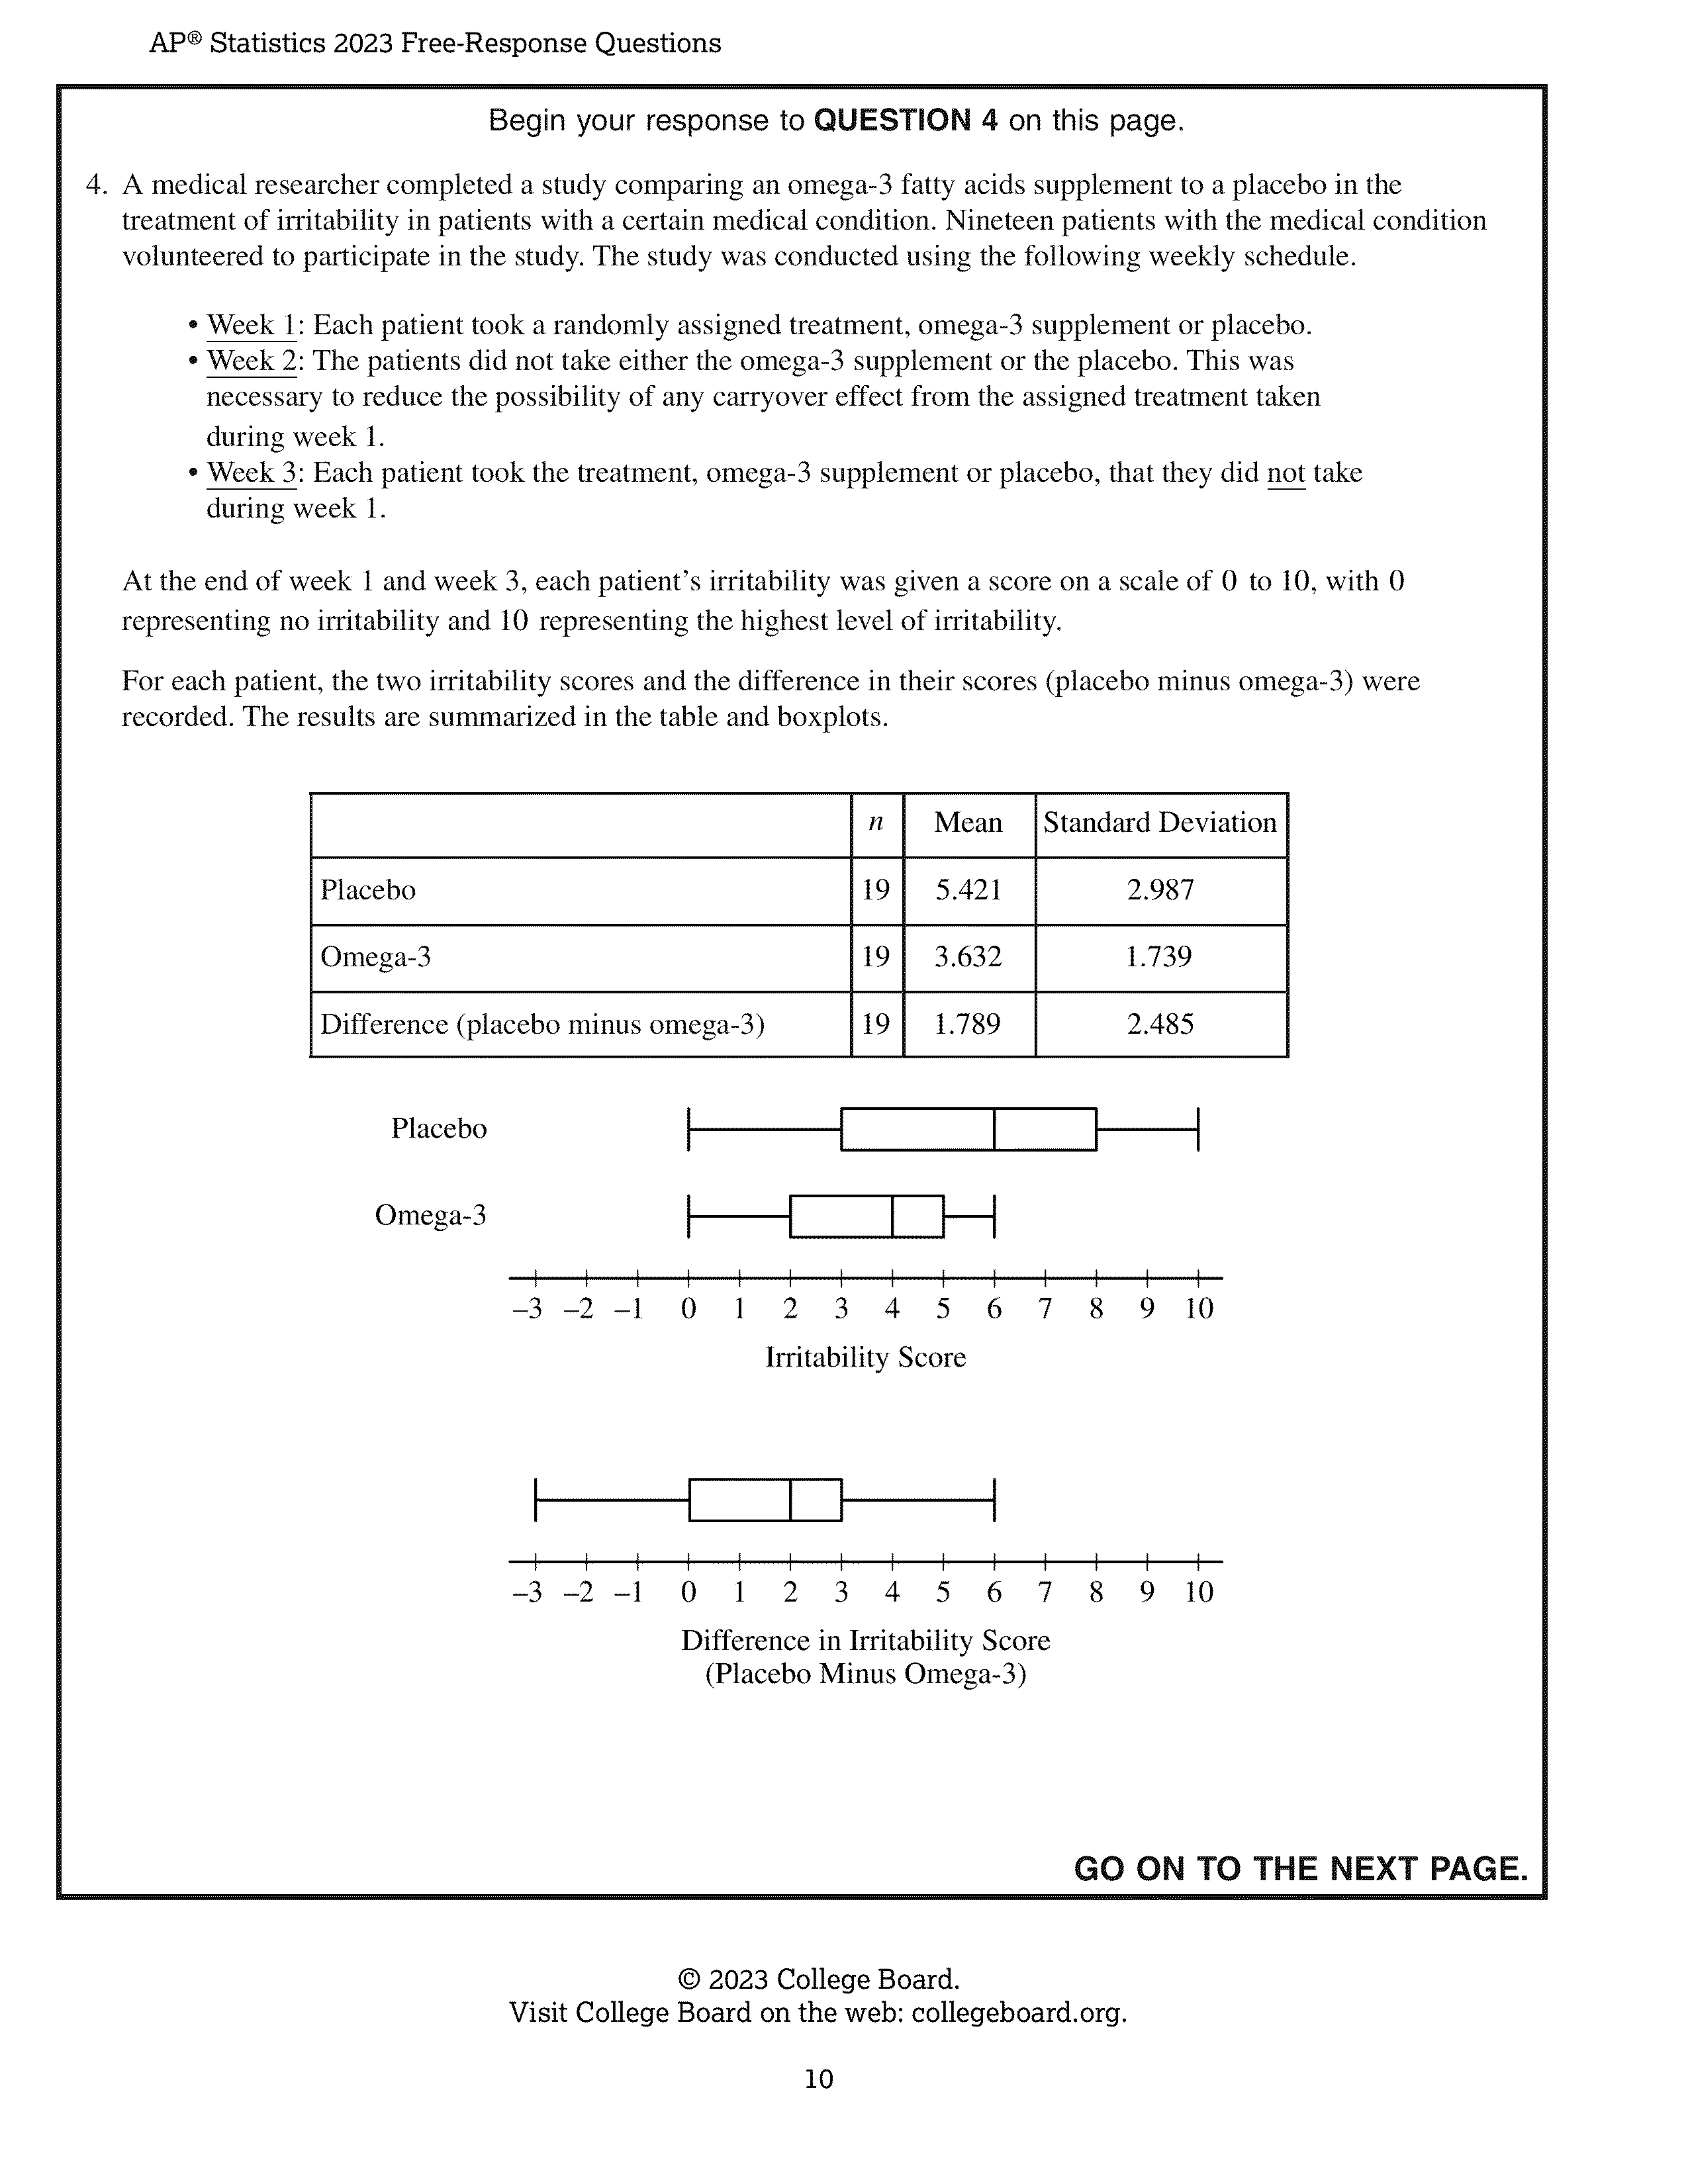 AP® Statistics 2023 Free-Response Questions
Begin your response to QUESTION 4 on this page.
4. A medical researcher completed a study comparing an omega-3 fatty acids supplement to a placebo in the
treatment of irritability in patients with a certain medical condition. Nineteen patients with the medical condition
volunteered to participate in the study. The study was conducted using the following weekly schedule.
• Week 1: Each patient took a randomly assigned treatment, omega-3 supplement or placebo.
• Week 2: The patients did not take either the omega-3 supplement or the placebo. This was
necessary to reduce the possibility of any carryover effect from the assigned treatment taken
during week 1.
• Week 3: Each patient took the treatment, omega-3 supplement or placebo, that they did not take
during week 1.
At the end of week 1 and week 3, each patient's irritability was given a score on a scale of 0 to 10, with 0
representing no irritability and 10 representing the highest level of irritability.
For each patient, the two irritability scores and the difference in their scores (placebo minus omega-3) were
recorded. The results are summarized in the table and boxplots.
n Mean Standard Deviation
Placebo 19 5.421 2.987
Omega-3 19 3.632 1.739
Difference (placebo minus omega-3) 19 1.789 2.485
Placebo
Omega-3
–3 –2 –1 0 1 2 3 4 5 6 7 8 9 10
Irritability Score
–3 –2 –1 0 1 2 3 4 5 6 7 8 9 10
Difference in Irritability Score
(Placebo Minus Omega-3)
GO ON TO THE NEXT PAGE.
© 2023 College Board.
Visit College Board on the web: collegeboard.org.
10